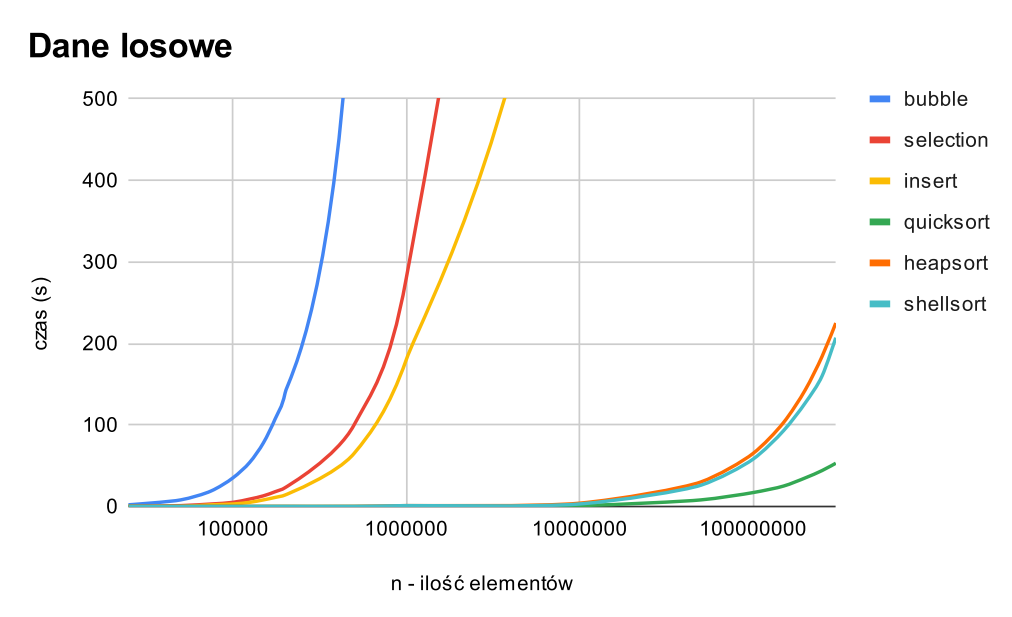 Dane losowe
500
400
300
200
100
0
czas (s)
100000
1000000
10000000
100000000
n - ilość elementów
bubble
selection
insert
quicksort
heapsort
shellsort